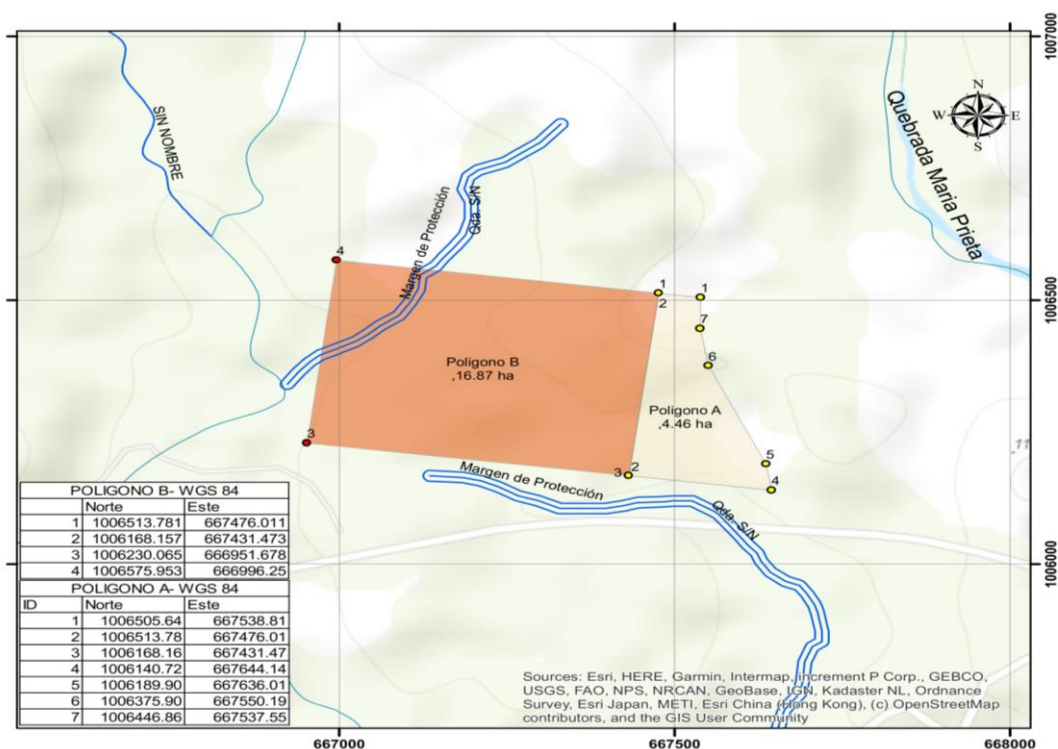 1007000
SIN NOMBRE
Quebrada Maria Prieta
N
W
E
S
Margen de Protección
Qda. S/N
4
1
2
1
1006500
7
6
Poligono B
,16.87 ha
Poligono A
,4.46 ha
3
3
2
5
4
Margen de Protección
Qda. S/N
1006000
POLIGONO B- WGS 84
Norte Este
1 1006513.781 667476.011
2 1006168.157 667431.473
3 1006230.065 666951.678
4 1006575.953 666996.25
POLIGONO A- WGS 84
ID Norte Este
1 1006505.64 667538.81
2 1006513.78 667476.01
3 1006168.16 667431.47
4 1006140.72 667644.14
5 1006189.90 667636.01
6 1006375.90 667550.19
7 1006446.86 667537.55
Sources: Esri, HERE, Garmin, Intermap, increment P Corp., GEBCO,
USGS, FAO, NPS, NRCAN, GeoBase, IGN, Kadaster NL, Ordnance
Survey, Esri Japan, METI, Esri China (Hong Kong), (c) OpenStreetMap
contributors, and the GIS User Community
667000
667500
668000